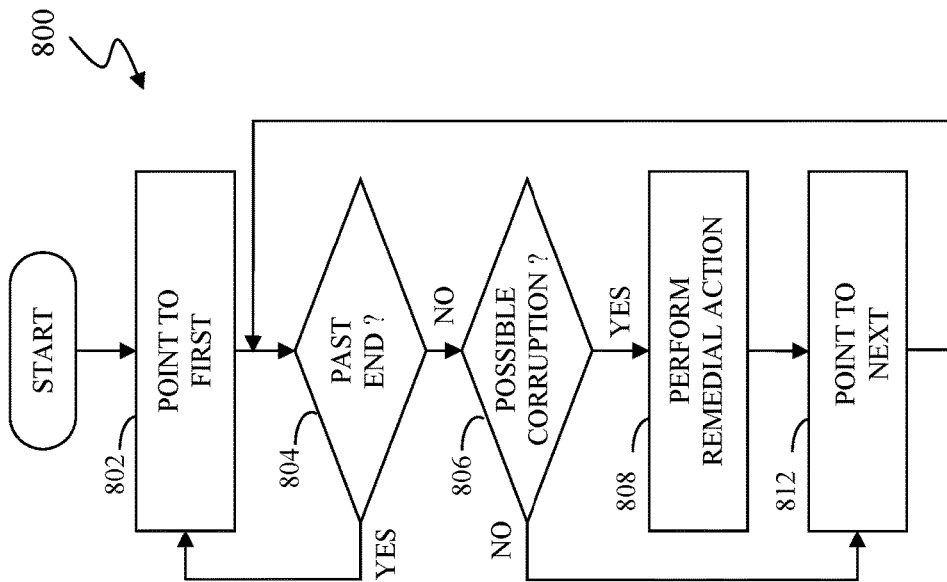 800
START
802
POINT TO
FIRST
804
PAST
END ?
YES
NO
806
POSSIBLE
CORRUPTION ?
NO
YES
808
PERFORM
REMEDIAL ACTION
812
POINT TO
NEXT